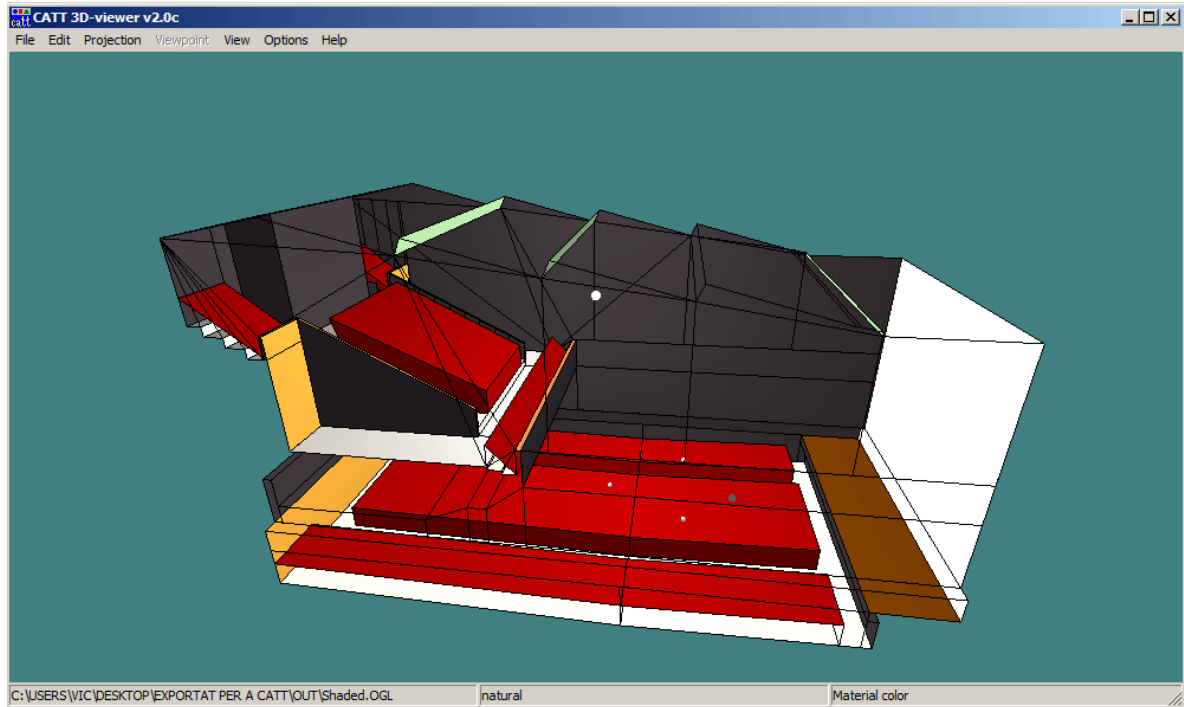 CATT 3D-viewer v2.0c
catt
File Edit Projection Viewpoint View Options Help
C:\USERS\VIC\DESKTOP\EXPORTAT PER A CATT\OUT\Shaded.OGL natural Material color